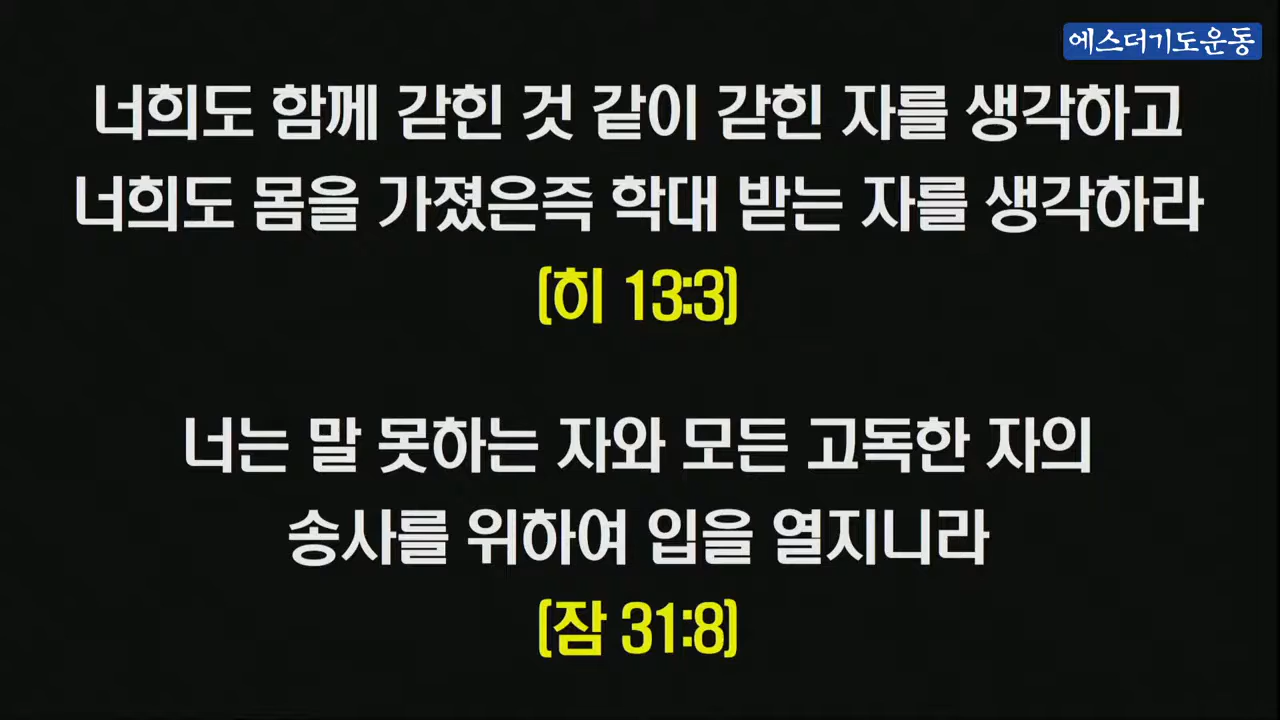 에스더기도운동
너희도 함께 갇힌 것 같이 갇힌 자를 생각하고
너희도 몸을 가졌은즉 학대 받는 자를 생각하라
(히 13:3)
너는 말 못하는 자와 모든 고독한 자의
송사를 위하여 입을 열지니라
(잠 31:8)